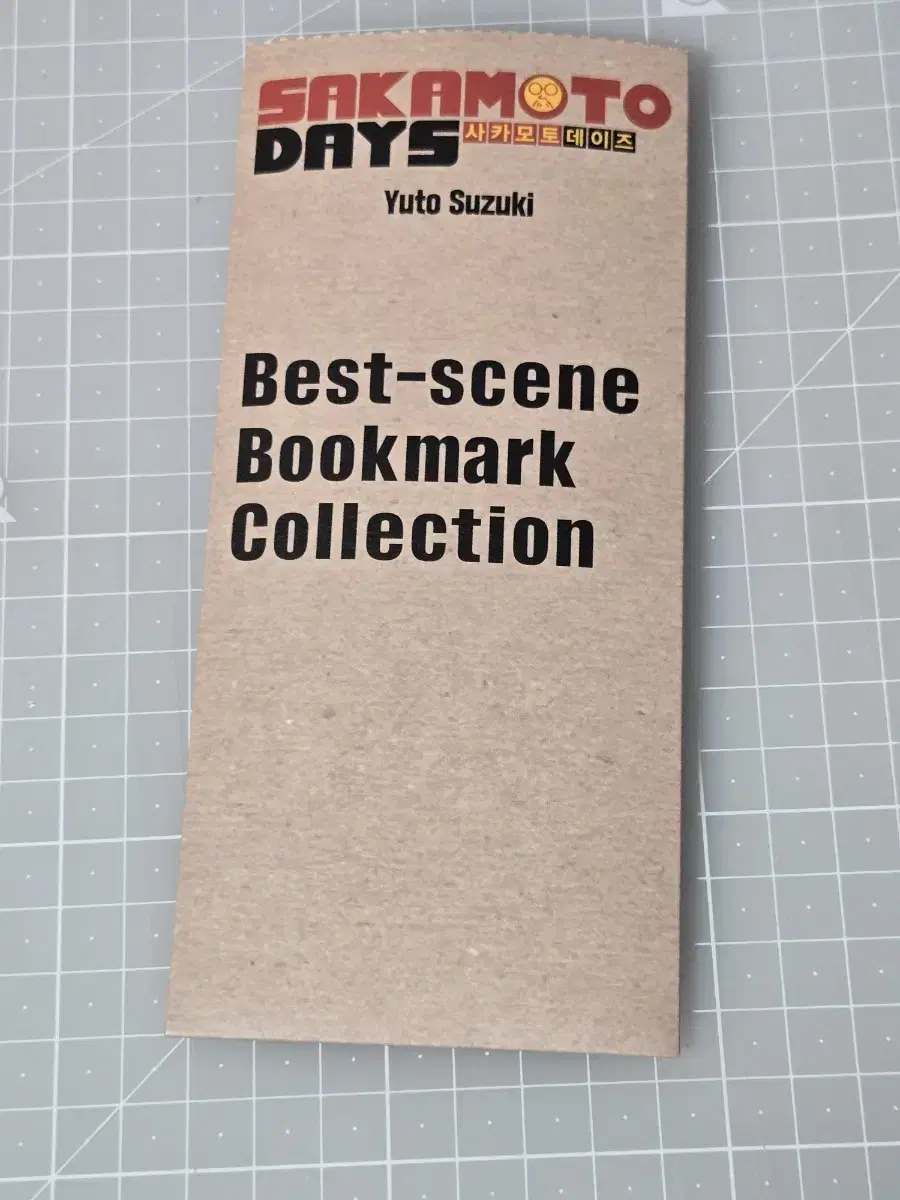 SAKAMOTO
DAYS 사카모토데이즈
Yuto Suzuki
Best-scene
Bookmark
Collection